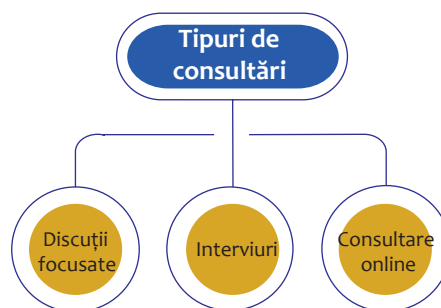 Tipuri de
consultări
Discuții
focusate
Interviuri
Consultare
online